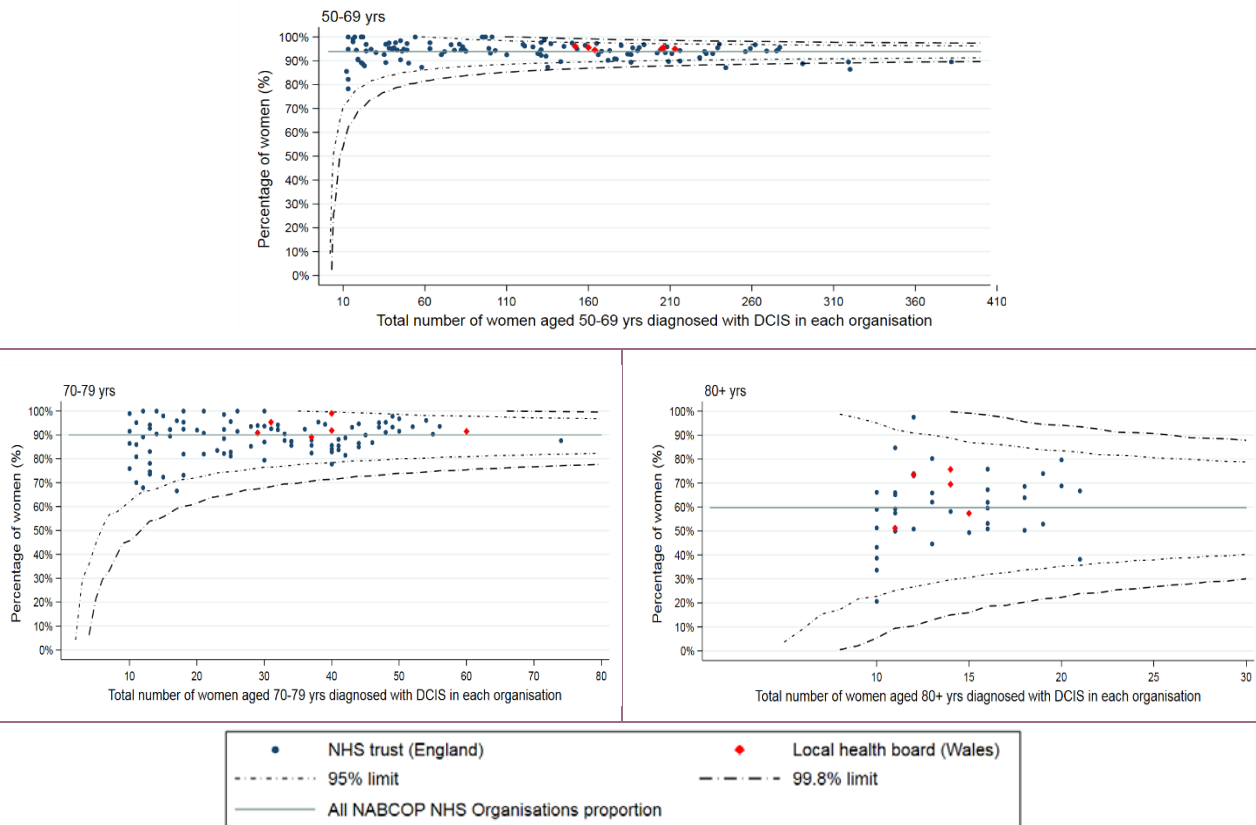 50-69 yrs
Percentage of women (%)
100%
90%
80%
70%
60%
50%
40%
30%
20%
10%
0%
10 60 110 160 210 260 310 360 410
Total number of women aged 50-69 yrs diagnosed with DCIS in each organisation
70-79 yrs
Percentage of women (%)
100%
90%
80%
70%
60%
50%
40%
30%
20%
10%
0%
10 20 30 40 50 60 70 80
Total number of women aged 70-79 yrs diagnosed with DCIS in each organisation
80+ yrs
Percentage of women (%)
100%
90%
80%
70%
60%
50%
40%
30%
20%
10%
0%
10 15 20 25 30
Total number of women aged 80+ yrs diagnosed with DCIS in each organisation
NHS trust (England) Local health board (Wales)
95% limit 99.8% limit
All NABCOP NHS Organisations proportion